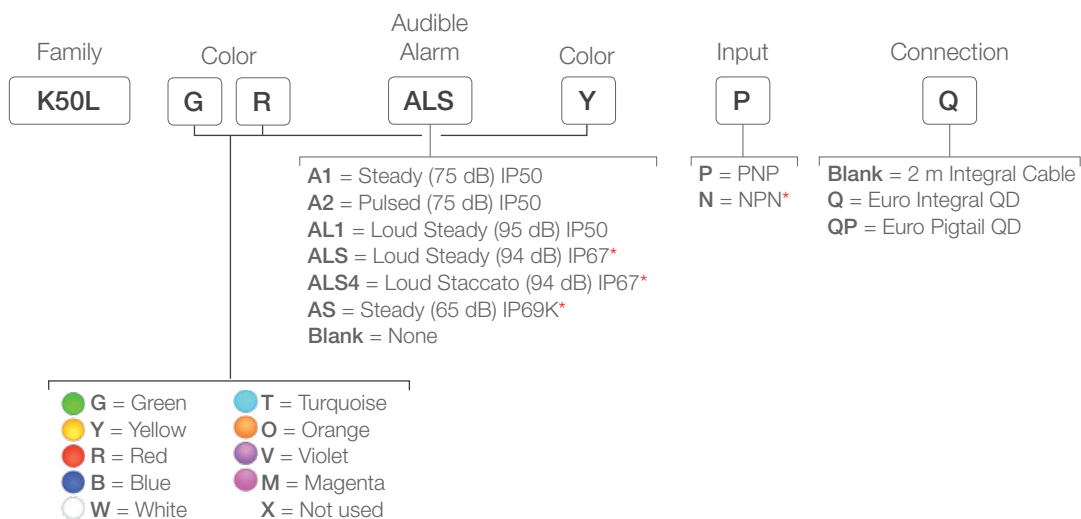 Family
Color
Audible
Alarm
Color
Input
Connection
K50L
G
R
ALS
Y
P
Q
A1 = Steady (75 dB) IP50
A2 = Pulsed (75 dB) IP50
AL1 = Loud Steady (95 dB) IP50
ALS = Loud Steady (94 dB) IP67*
ALS4 = Loud Staccato (94 dB) IP67*
AS = Steady (65 dB) IP69K*
Blank = None
P = PNP
N = NPN*
Blank = 2 m Integral Cable
Q = Euro Integral QD
QP = Euro Pigtail QD
G = Green
Y = Yellow
R = Red
B = Blue
W = White
T = Turquoise
O = Orange
V = Violet
M = Magenta
X = Not used